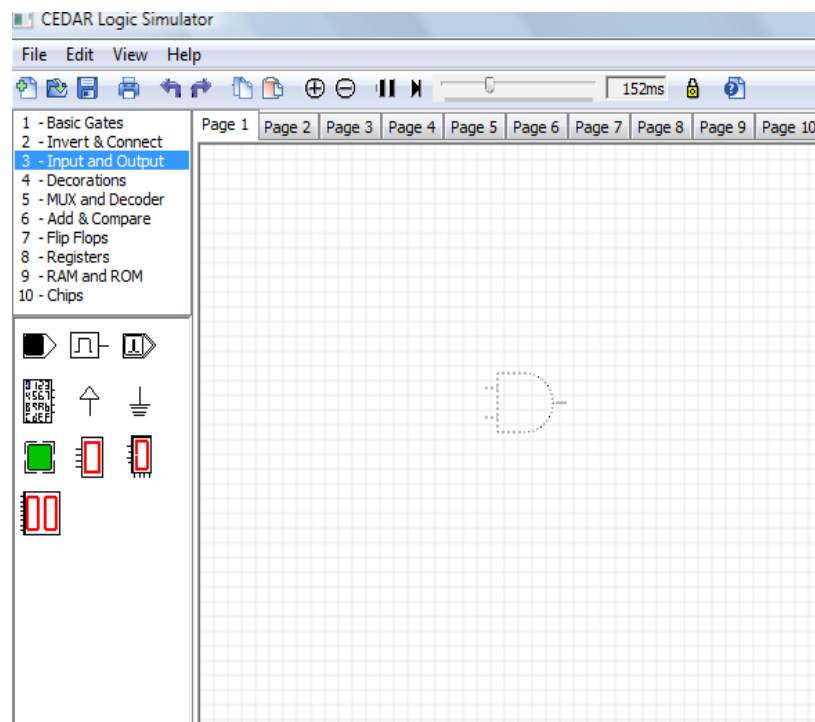 CEDAR Logic Simulator
File Edit View Help
152ms
1 - Basic Gates
2 - Invert & Connect
3 - Input and Output
4 - Decorations
5 - MUX and Decoder
6 - Add & Compare
7 - Flip Flops
8 - Registers
9 - RAM and ROM
10 - Chips
Page 1 Page 2 Page 3 Page 4 Page 5 Page 6 Page 7 Page 8 Page 9 Page 10